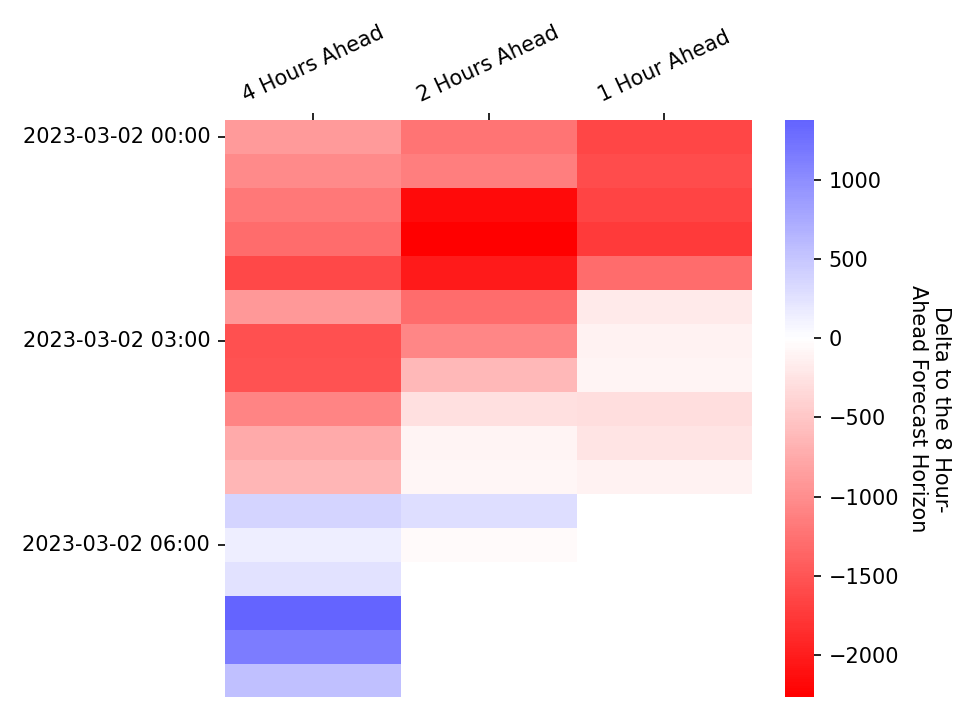 4 Hours Ahead
2 Hours Ahead
1 Hour Ahead
2023-03-02 00:00
2023-03-02 03:00
2023-03-02 06:00
1000
500
0
−500
−1000
−1500
−2000
Delta to the 8 Hour-
Ahead Forecast Horizon